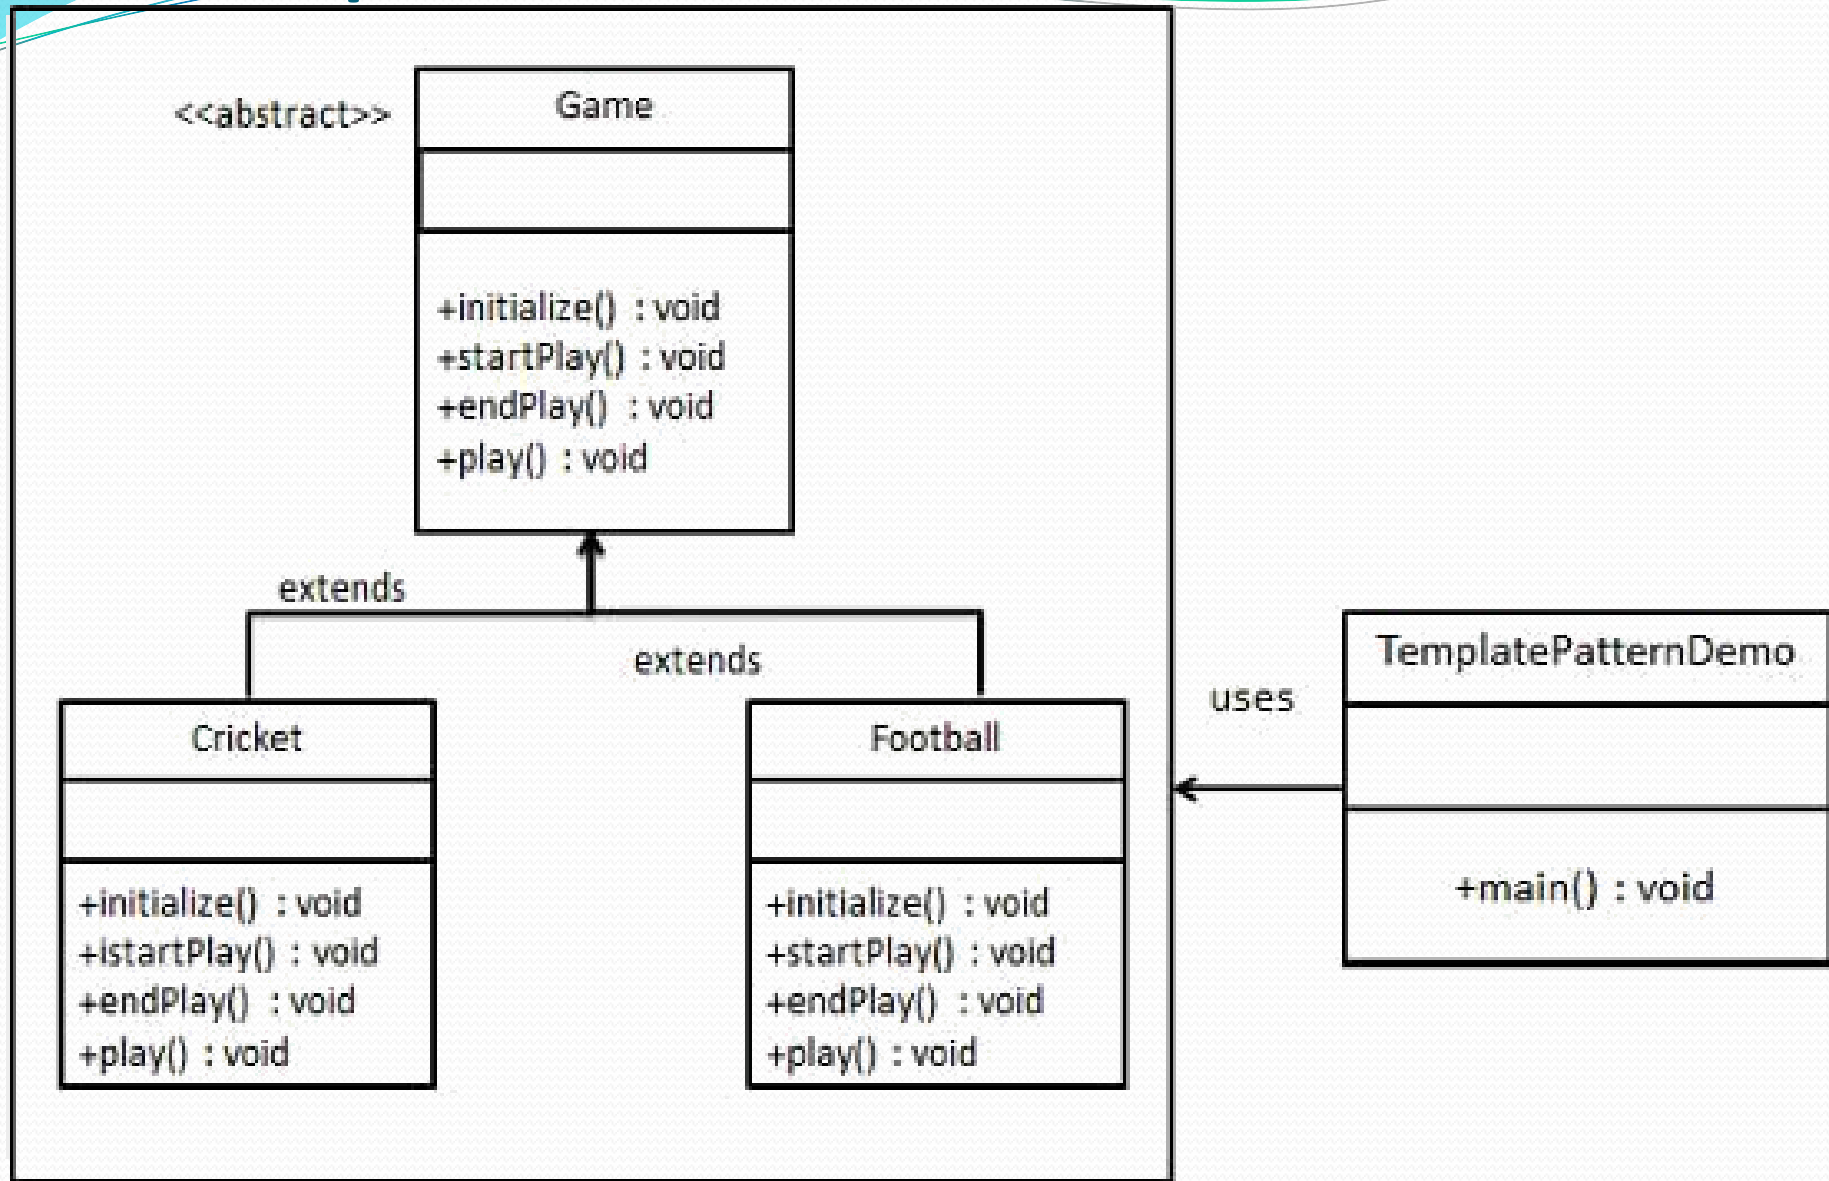 <<abstract>>
Game
+initialize() : void
+startPlay() : void
+endPlay() : void
+play() : void
extends
extends
Cricket
+initialize() : void
+istartPlay() : void
+endPlay() : void
+play() : void
Football
+initialize() : void
+startPlay() : void
+endPlay() : void
+play() : void
uses
TemplatePatternDemo
+main() : void